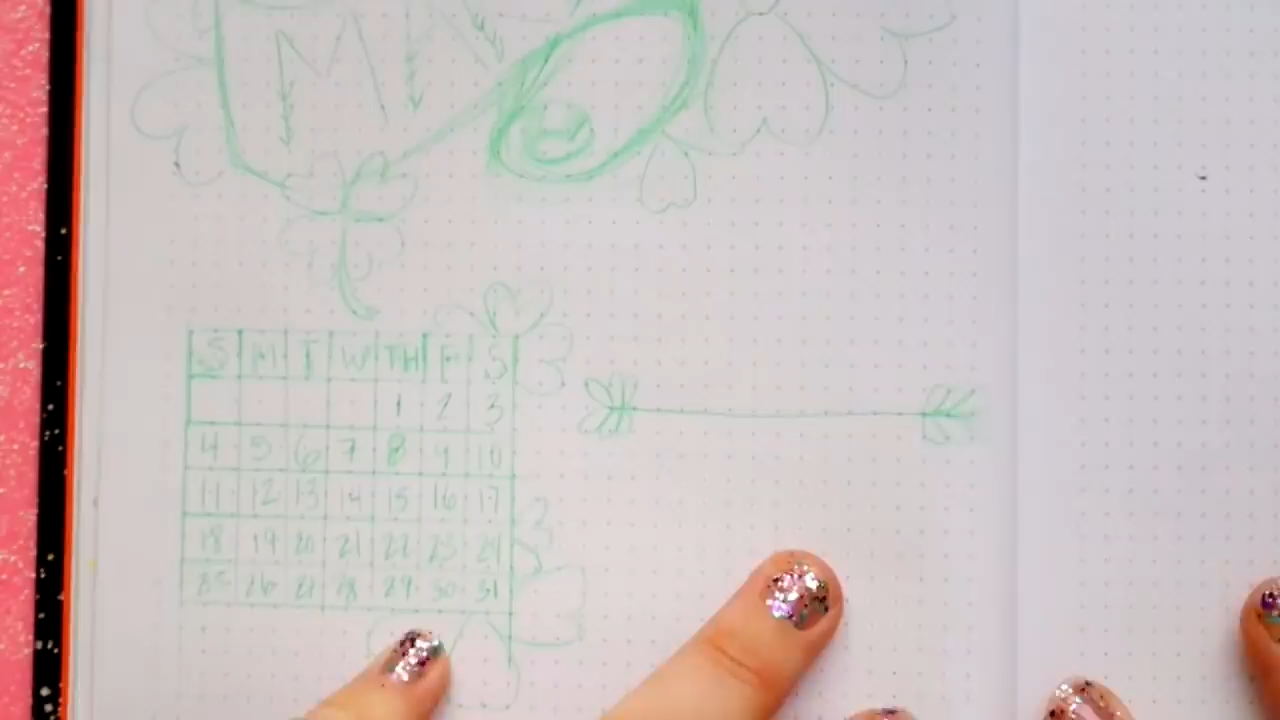 S M T W TH F S
1 2 3
4 5 6 7 8 9 10
11 12 13 14 15 16 17
18 19 20 21 22 23 24
25 26 27 28 29 30 31